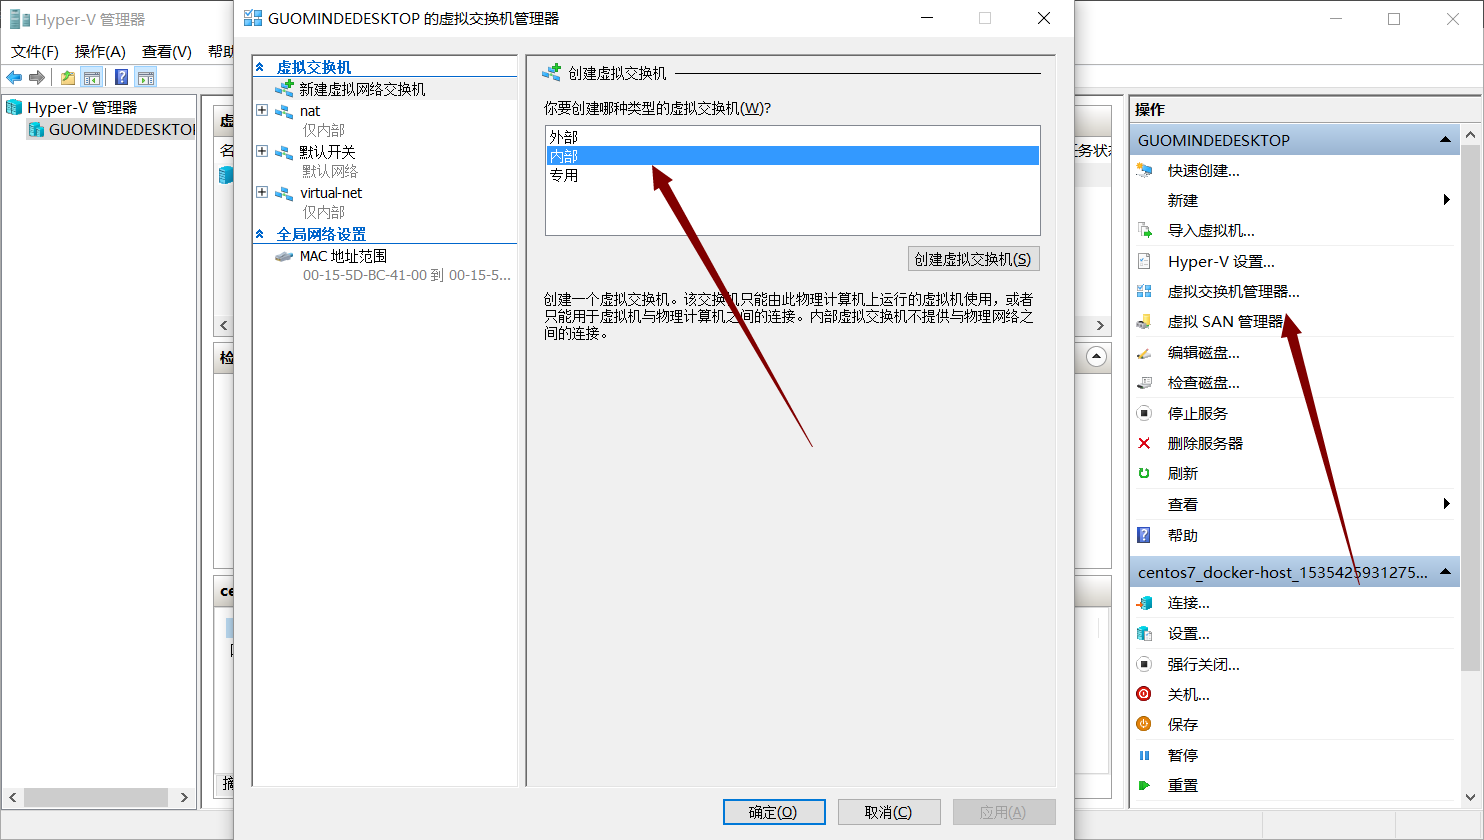 Hyper-V 管理器
文件(F) 操作(A) 查看(V) 帮助
Hyper-V 管理器
GUOMINDEDESKTO
GUOMINDEDESKTOP 的虚拟交换机管理器
虚拟交换机
新建虚拟网络交换机
nat
仅内部
默认开关
默认网络
virtual-net
仅内部
全局网络设置
MAC 地址范围
00-15-5D-BC-41-00 到 00-15-5...
创建虚拟交换机
你要创建哪种类型的虚拟交换机(W)?
外部
内部
专用
创建虚拟交换机(S)
创建一个虚拟交换机。该交换机只能由此物理计算机上运行的虚拟机使用，或者
只能用于虚拟机与物理计算机之间的连接。内部虚拟交换机不提供与物理网络之
间的连接。
确定(O)
取消(C)
应用(A)
虚
名
检
ce
摘
任务状态
操作
GUOMINDEDESKTOP
快速创建...
新建
导入虚拟机...
Hyper-V 设置...
虚拟交换机管理器...
虚拟 SAN 管理器
编辑磁盘...
检查磁盘...
停止服务
删除服务器
刷新
查看
帮助
centos7_docker-host_1535425931275...
连接...
设置...
强行关闭...
关机...
保存
暂停
重置